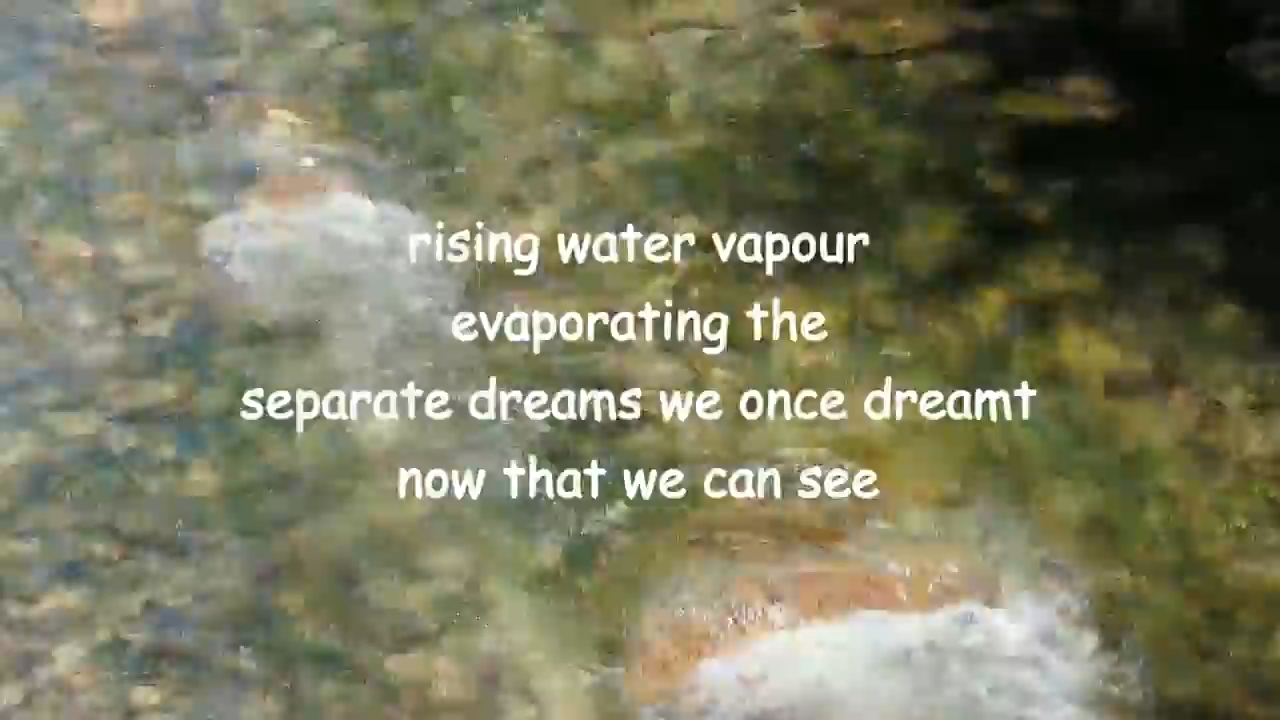 rising water vapour
evaporating the
separate dreams we once dreamt
now that we can see